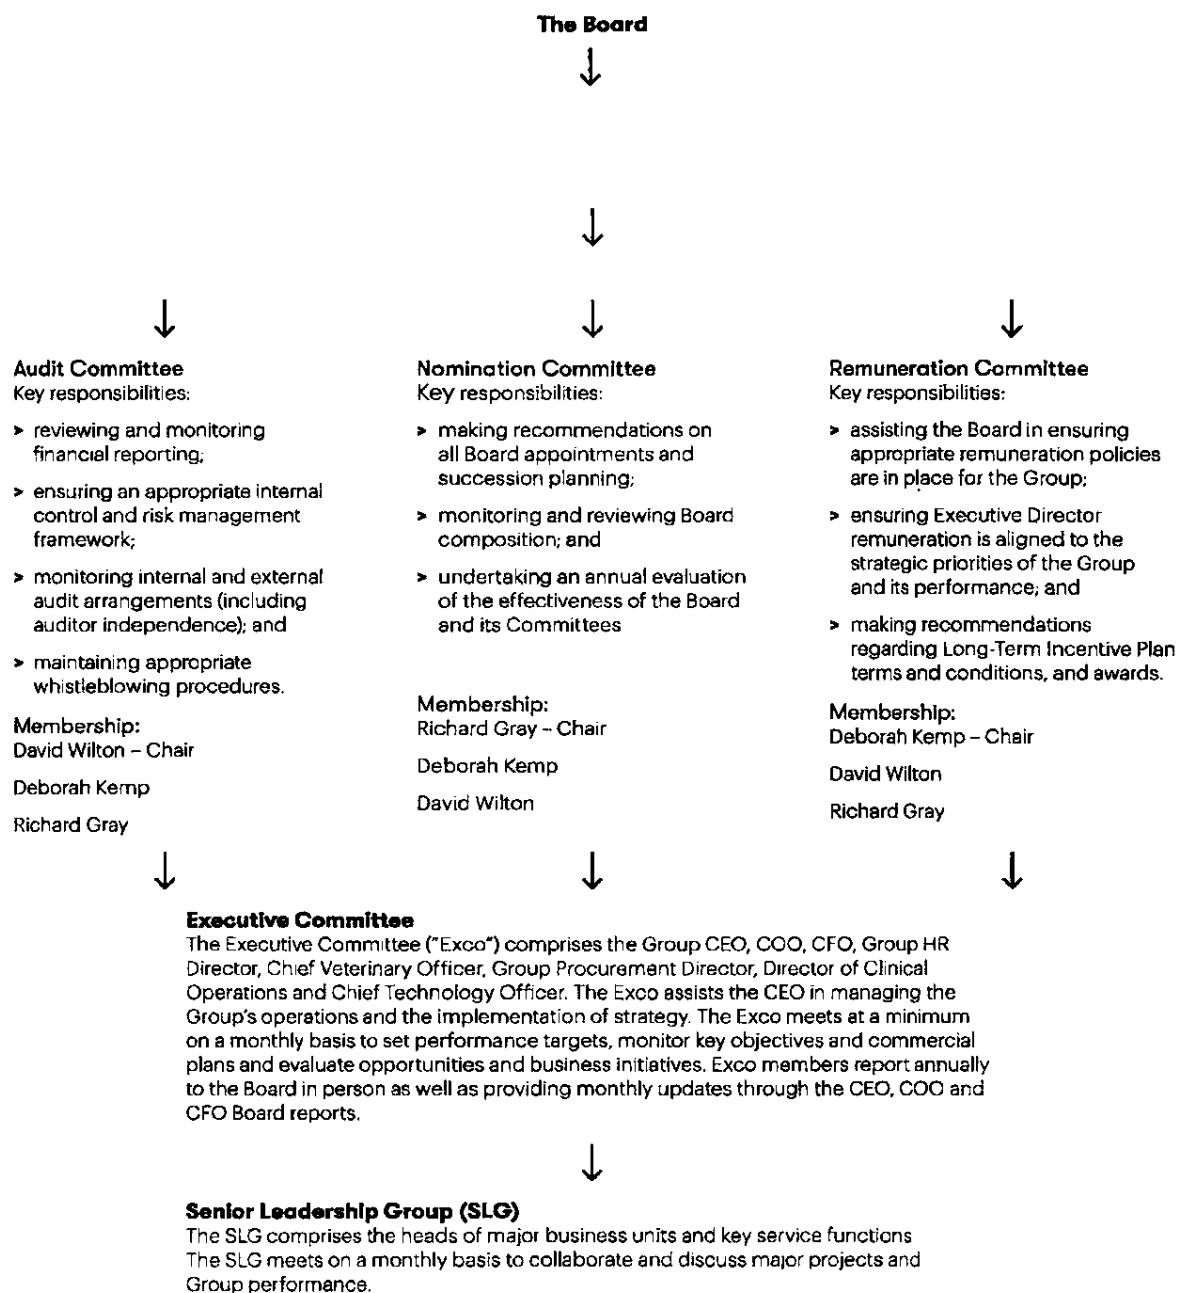 The Board
Audit Committee
Key responsibilities:
> reviewing and monitoring
financial reporting;
> ensuring an appropriate internal
control and risk management
framework;
> monitoring internal and external
audit arrangements (including
auditor independence); and
> maintaining appropriate
whistleblowing procedures.
Membership:
David Wilton – Chair
Deborah Kemp
Richard Gray
Nomination Committee
Key responsibilities:
> making recommendations on
all Board appointments and
succession planning;
> monitoring and reviewing Board
composition; and
> undertaking an annual evaluation
of the effectiveness of the Board
and its Committees
Membership:
Richard Gray – Chair
Deborah Kemp
David Wilton
Remuneration Committee
Key responsibilities:
> assisting the Board in ensuring
appropriate remuneration policies
are in place for the Group;
> ensuring Executive Director
remuneration is aligned to the
strategic priorities of the Group
and its performance; and
> making recommendations
regarding Long-Term Incentive Plan
terms and conditions, and awards.
Membership:
Deborah Kemp – Chair
David Wilton
Richard Gray
Executive Committee
The Executive Committee ("Exco") comprises the Group CEO, COO, CFO, Group HR
Director, Chief Veterinary Officer, Group Procurement Director, Director of Clinical
Operations and Chief Technology Officer. The Exco assists the CEO in managing the
Group's operations and the implementation of strategy. The Exco meets at a minimum
on a monthly basis to set performance targets, monitor key objectives and commercial
plans and evaluate opportunities and business initiatives. Exco members report annually
to the Board in person as well as providing monthly updates through the CEO, COO and
CFO Board reports.
Senior Leadership Group (SLG)
The SLG comprises the heads of major business units and key service functions
The SLG meets on a monthly basis to collaborate and discuss major projects and
Group performance.